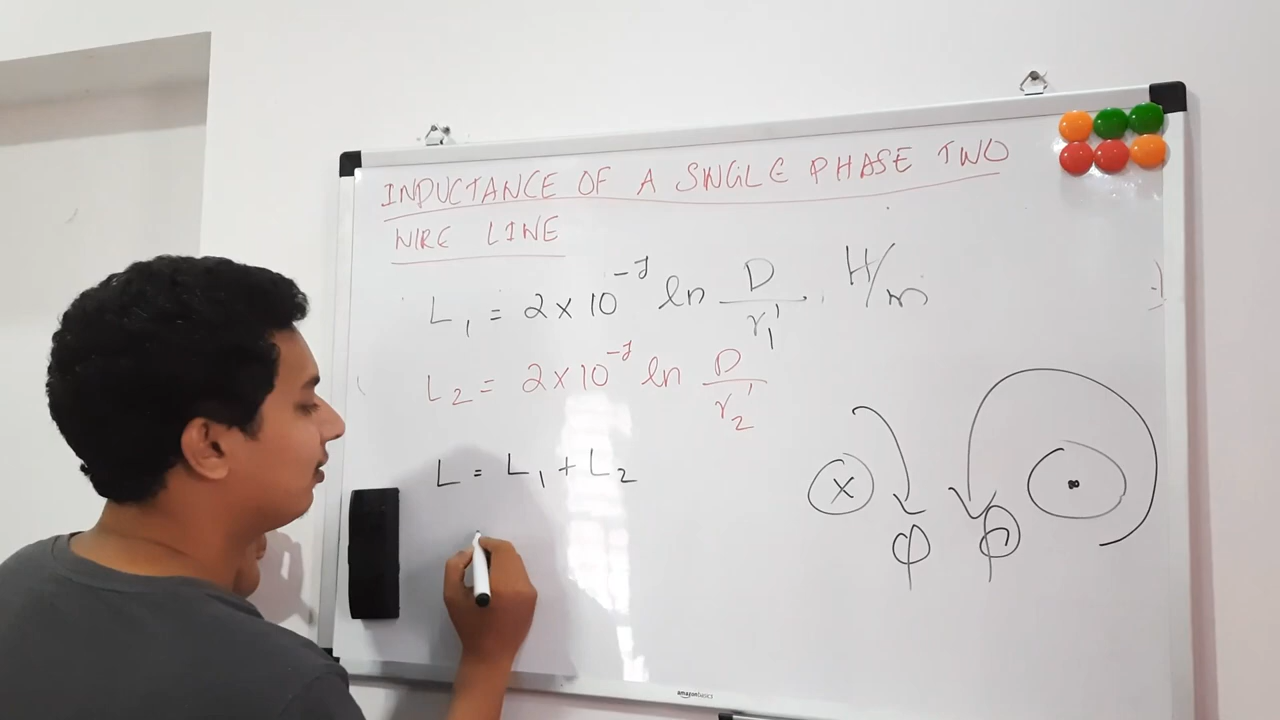 INDUCTANCE OF A SINGLE PHASE TWO
WIRE LINE
L₁ = 2 × 10⁻⁷ ln D/r₁' H/m
L₂ = 2 × 10⁻⁷ ln D/r₂'
L = L₁ + L₂
x
φ φ
amazonbasics